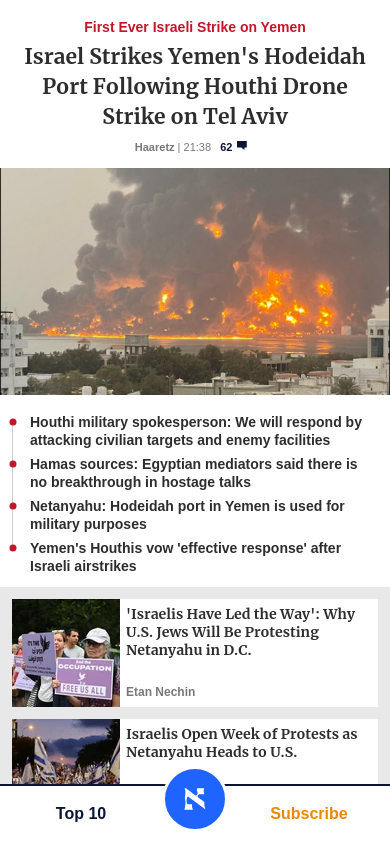 First Ever Israeli Strike on Yemen
Israel Strikes Yemen's Hodeidah
Port Following Houthi Drone
Strike on Tel Aviv
Haaretz | 21:38 62
Houthi military spokesperson: We will respond by
attacking civilian targets and enemy facilities
Hamas sources: Egyptian mediators said there is
no breakthrough in hostage talks
Netanyahu: Hodeidah port in Yemen is used for
military purposes
Yemen's Houthis vow 'effective response' after
Israeli airstrikes
'Israelis Have Led the Way': Why
U.S. Jews Will Be Protesting
Netanyahu in D.C.
OCCUPATION
FREE US ALL
Etan Nechin
Israelis Open Week of Protests as
Netanyahu Heads to U.S.
Top 10
Subscribe